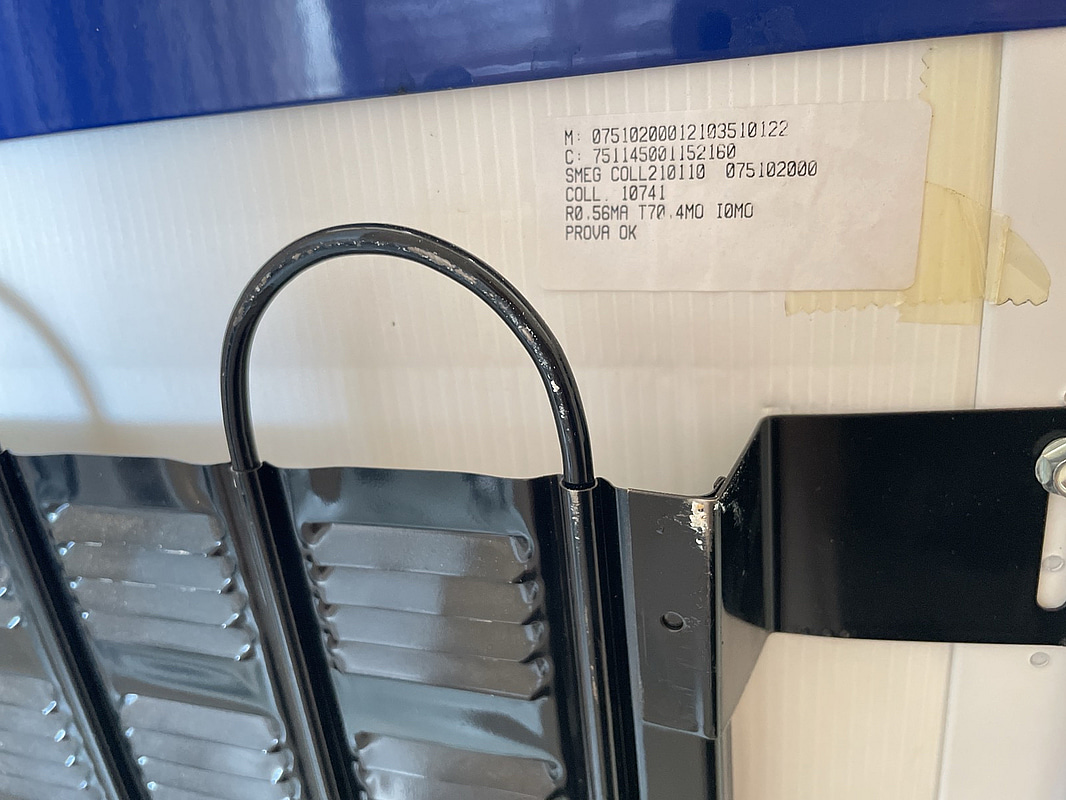 M: 07510200012103510122
C: 751145001152160
SMEG COLL210110 075102000
COLL. 10741
R0.56MA T70.4MO I0MO
PROVA OK